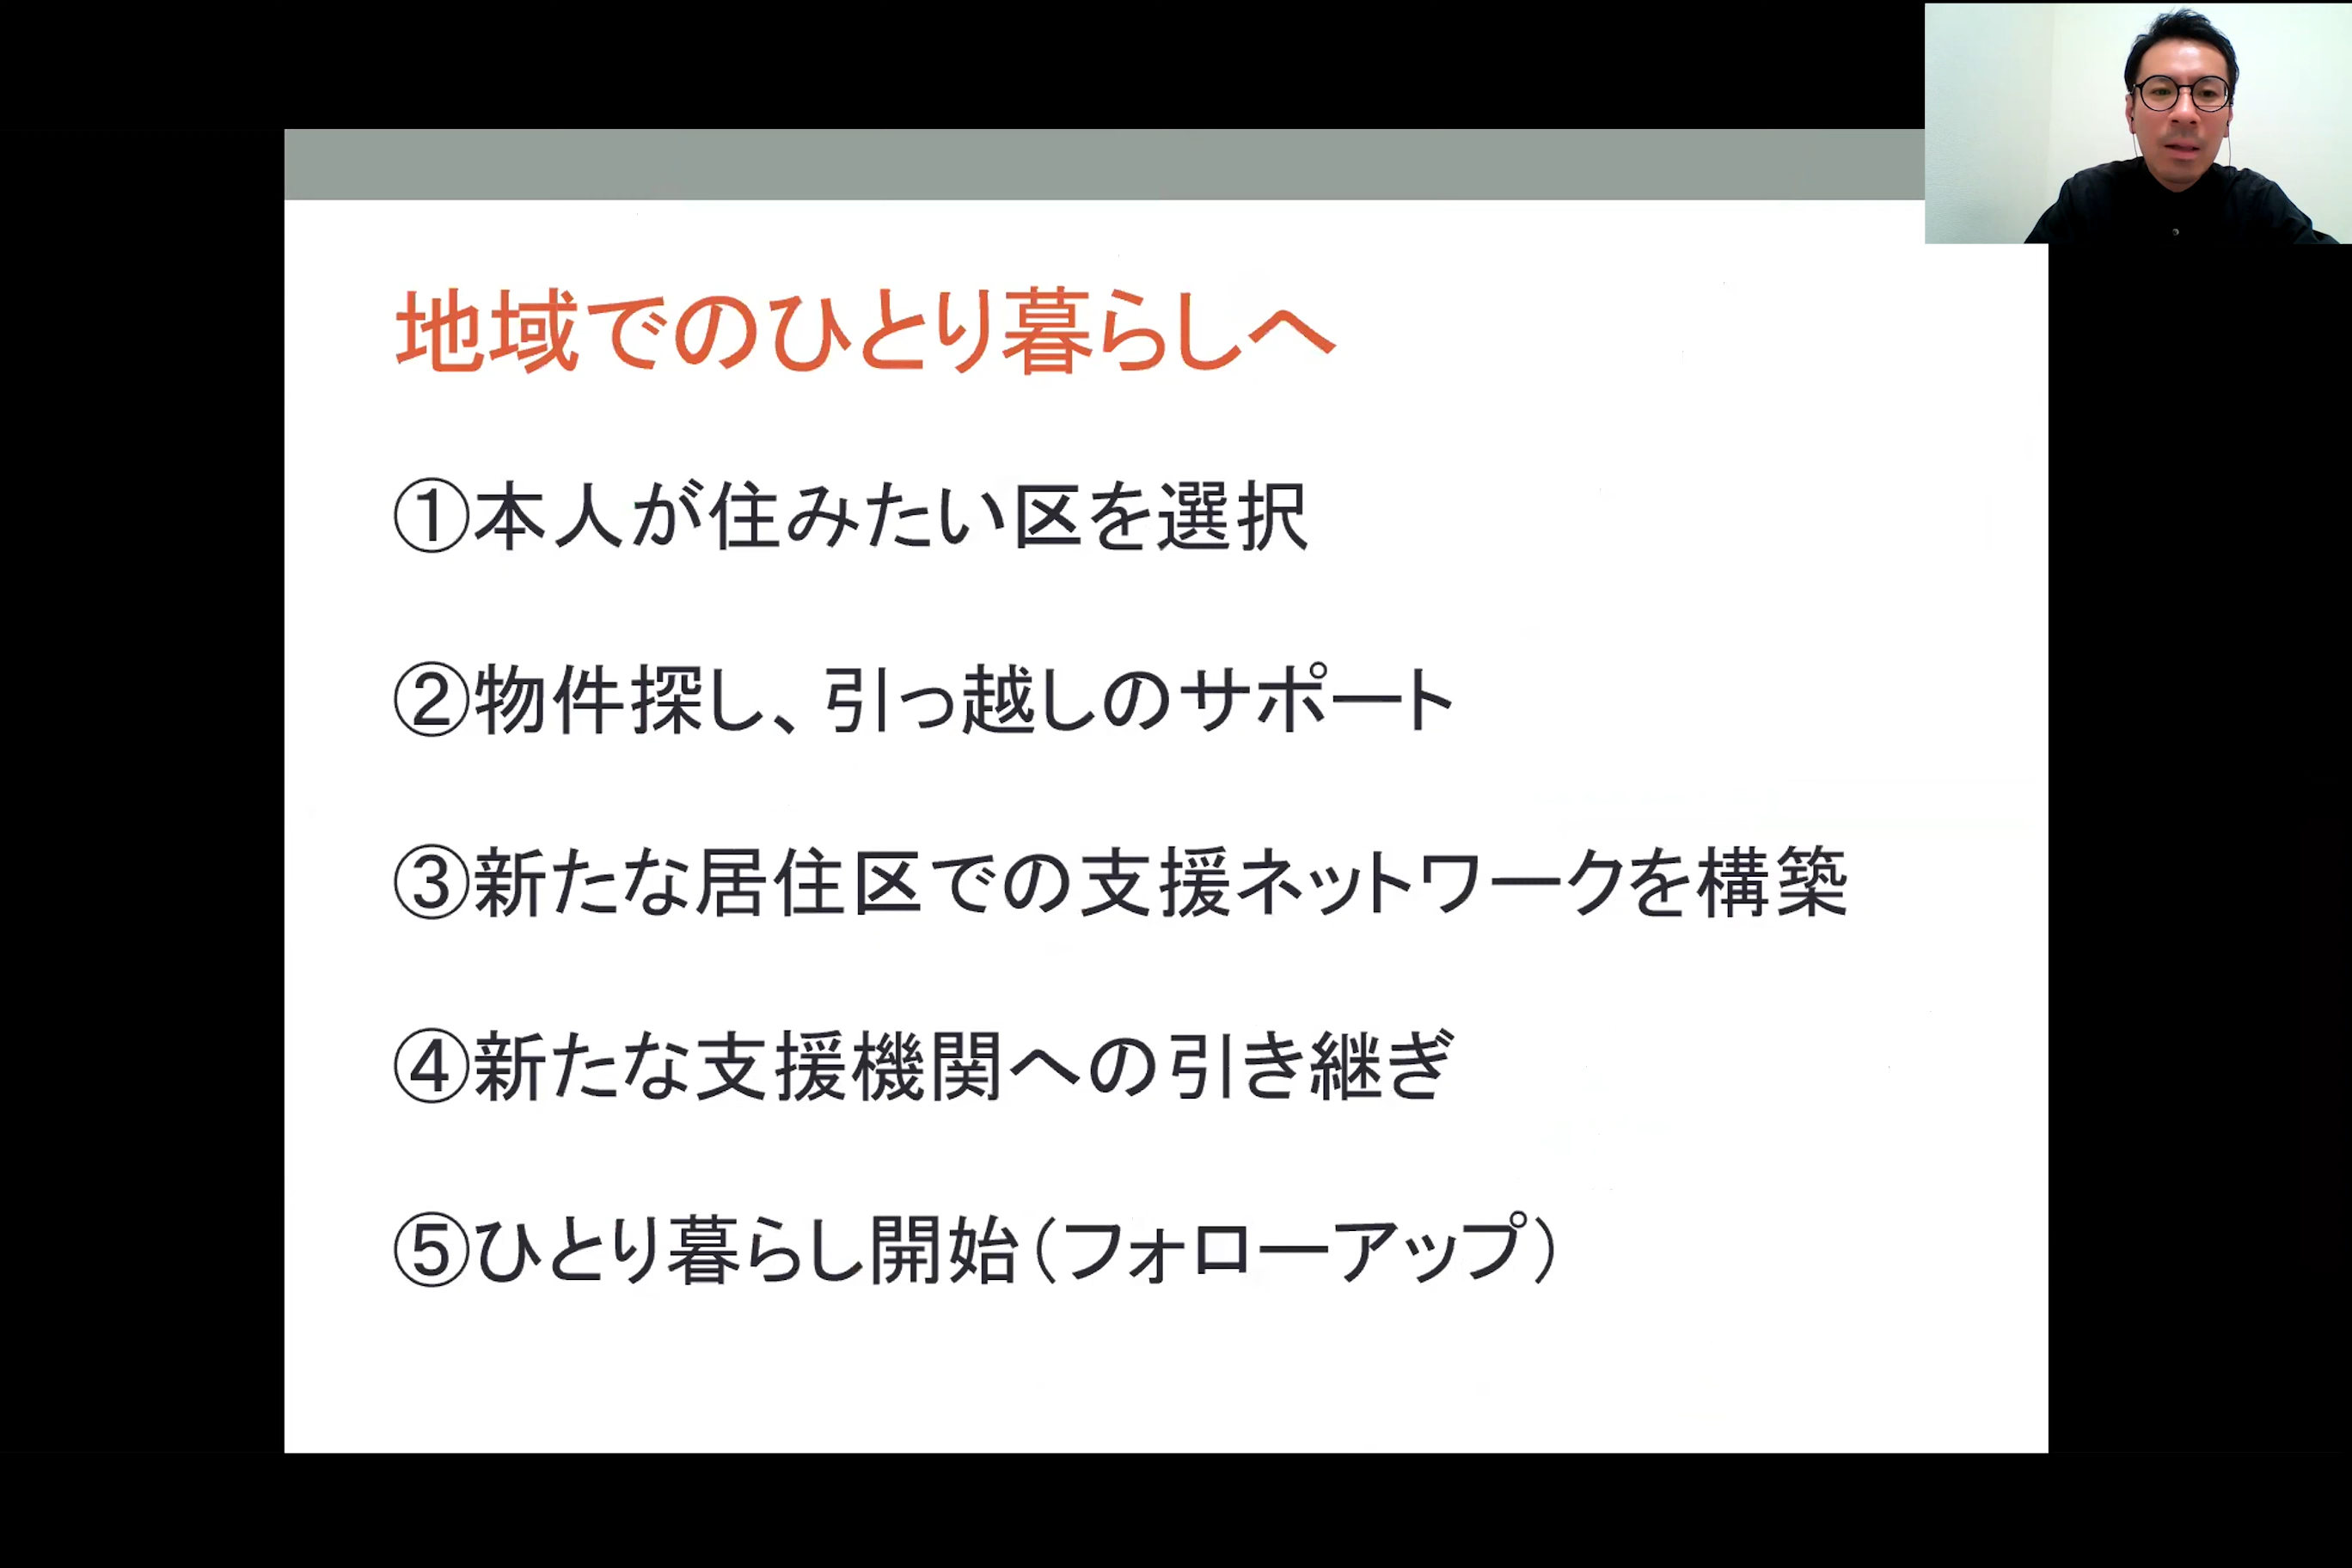 地域でのひとり暮らしへ
①本人が住みたい区を選択
②物件探し、引っ越しのサポート
③新たな居住区での支援ネットワークを構築
④新たな支援機関への引き継ぎ
⑤ひとり暮らし開始（フォローアップ）